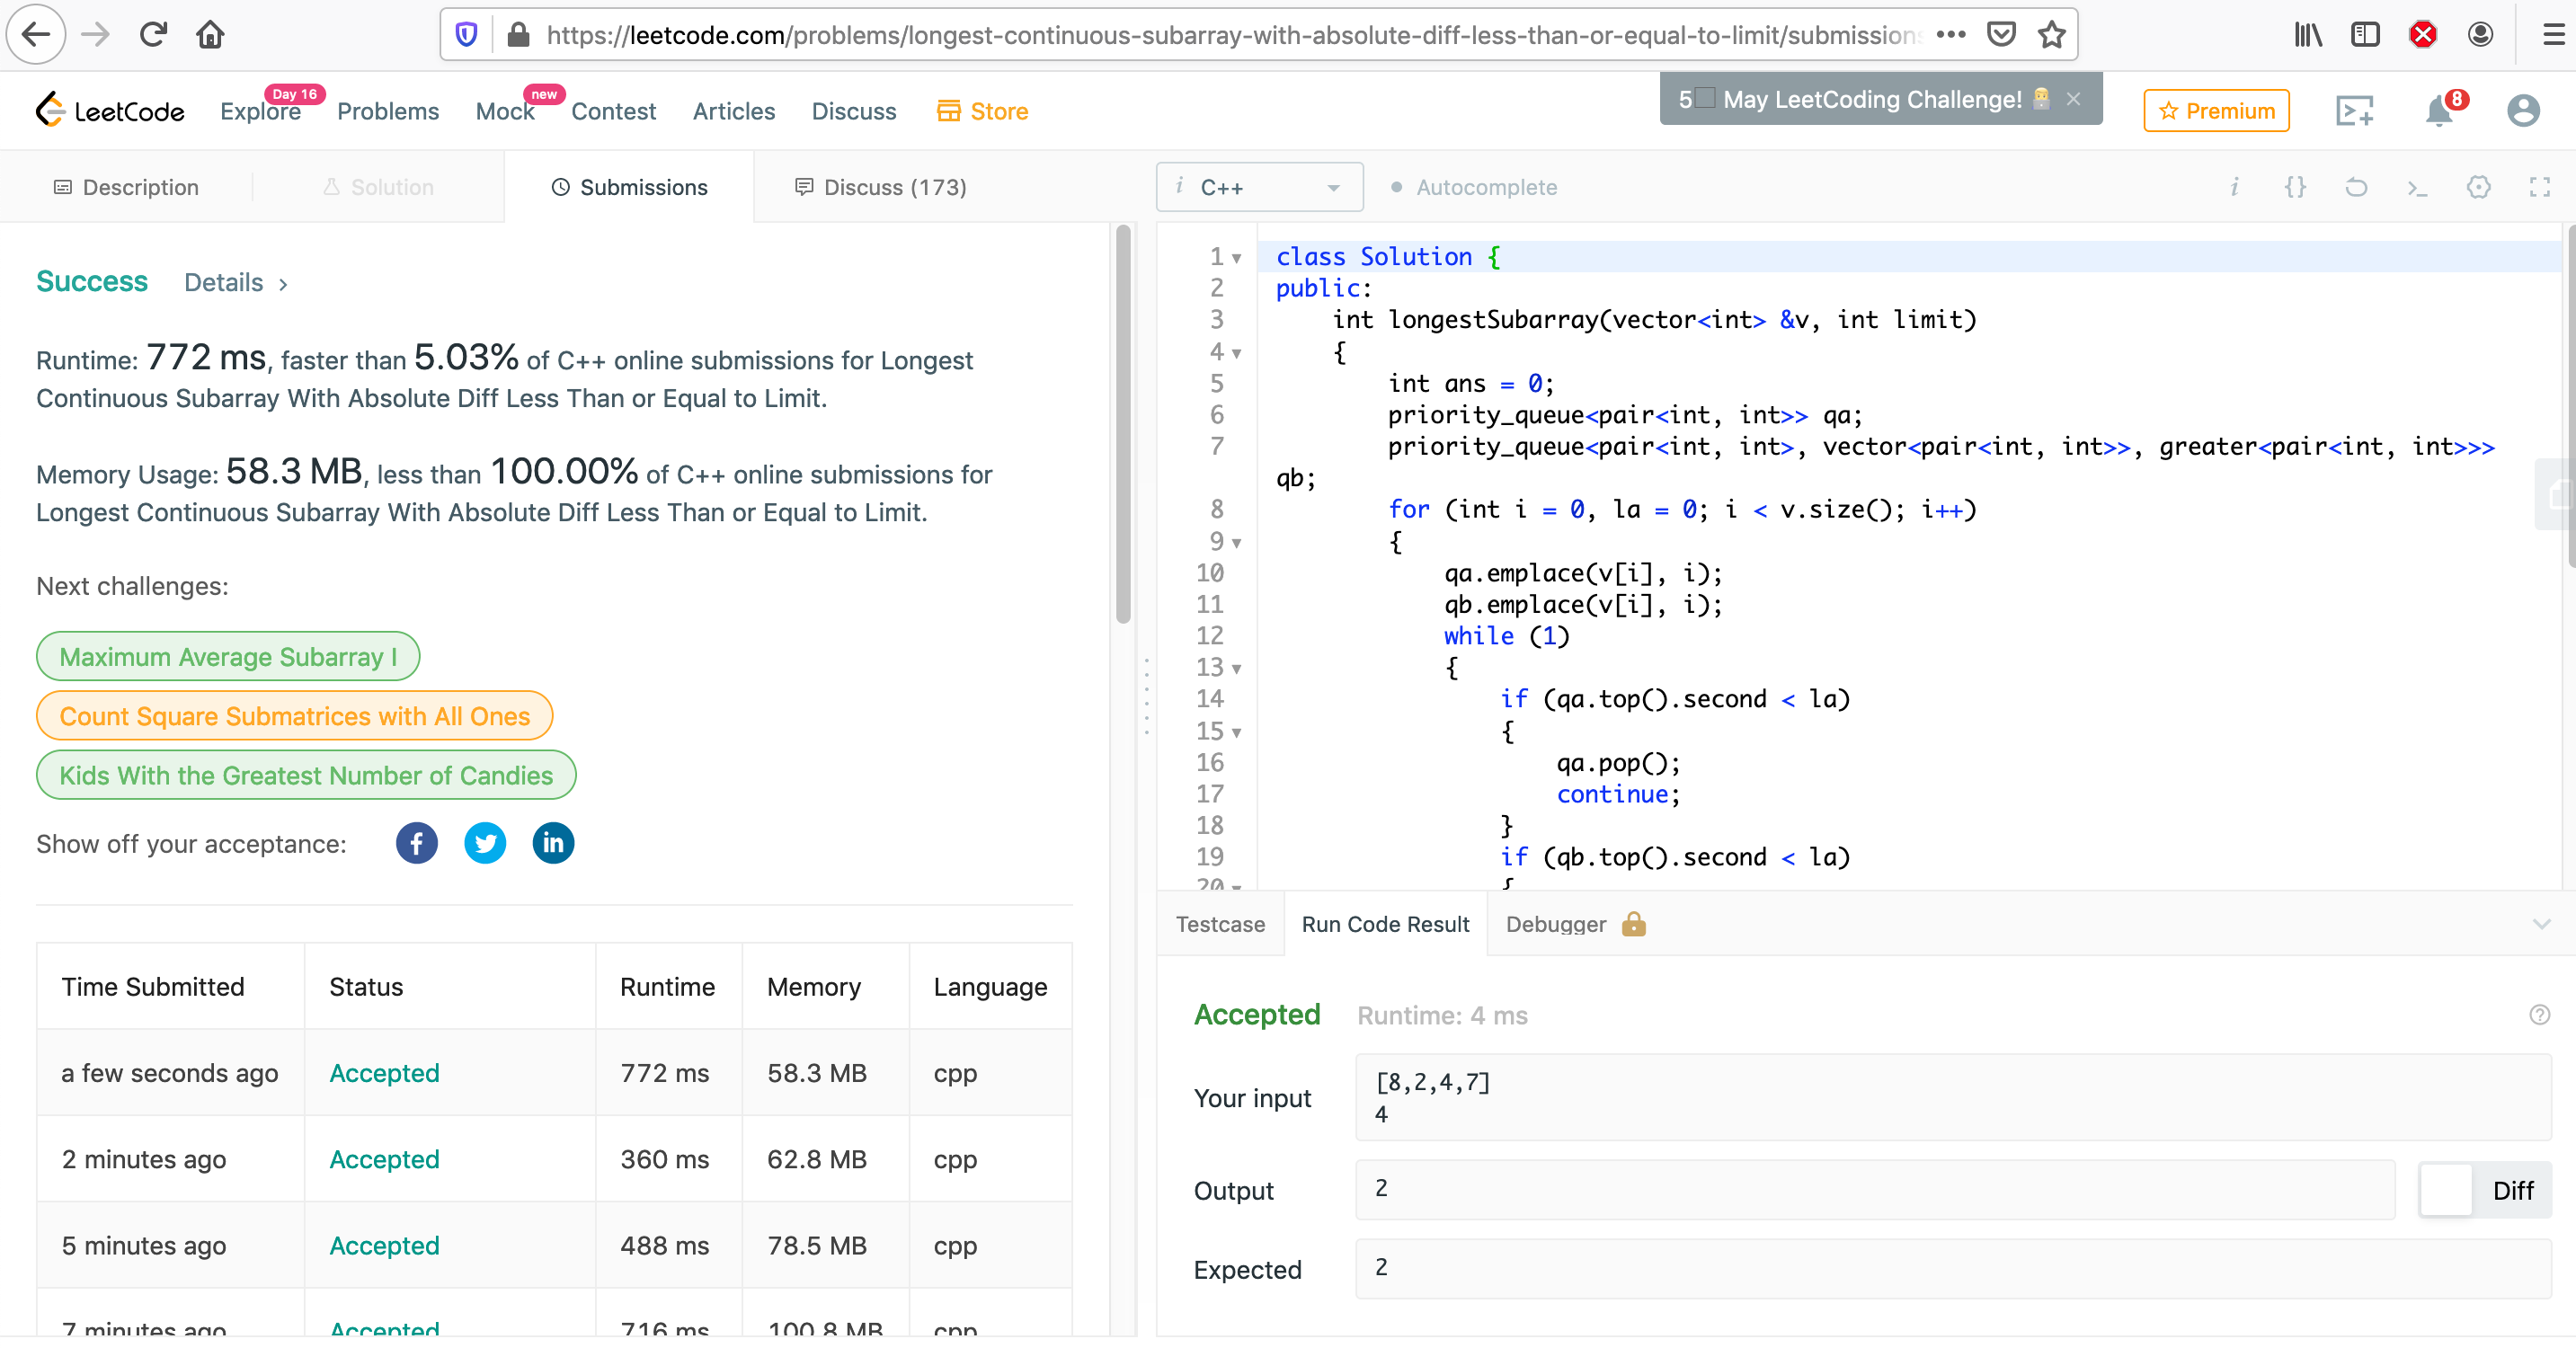 https://leetcode.com/problems/longest-continuous-subarray-with-absolute-diff-less-than-or-equal-to-limit/submissions
LeetCode
Explore
Day 16
Problems
Mock
new
Contest
Articles
Discuss
Store
5 May LeetCoding Challenge!
Premium
8
Description
Solution
Submissions
Discuss (173)
Success
Details
Runtime: 772 ms, faster than 5.03% of C++ online submissions for Longest
Continuous Subarray With Absolute Diff Less Than or Equal to Limit.
Memory Usage: 58.3 MB, less than 100.00% of C++ online submissions for
Longest Continuous Subarray With Absolute Diff Less Than or Equal to Limit.
Next challenges:
Maximum Average Subarray I
Count Square Submatrices with All Ones
Kids With the Greatest Number of Candies
Show off your acceptance:
Time Submitted Status Runtime Memory Language
a few seconds ago Accepted 772 ms 58.3 MB cpp
2 minutes ago Accepted 360 ms 62.8 MB cpp
5 minutes ago Accepted 488 ms 78.5 MB cpp
7 minutes ago Accepted 716 ms 100.8 MB cpp
i C++
Autocomplete
1 class Solution {
2 public:
3 int longestSubarray(vector<int> &v, int limit)
4 {
5 int ans = 0;
6 priority_queue<pair<int, int>> qa;
7 priority_queue<pair<int, int>, vector<pair<int, int>>, greater<pair<int, int>>>
qb;
8 for (int i = 0, la = 0; i < v.size(); i++)
9 {
10 qa.emplace(v[i], i);
11 qb.emplace(v[i], i);
12 while (1)
13 {
14 if (qa.top().second < la)
15 {
16 qa.pop();
17 continue;
18 }
19 if (qb.top().second < la)
20 {
Testcase
Run Code Result
Debugger
Accepted Runtime: 4 ms
Your input
[8,2,4,7]
4
Output
2
Diff
Expected
2